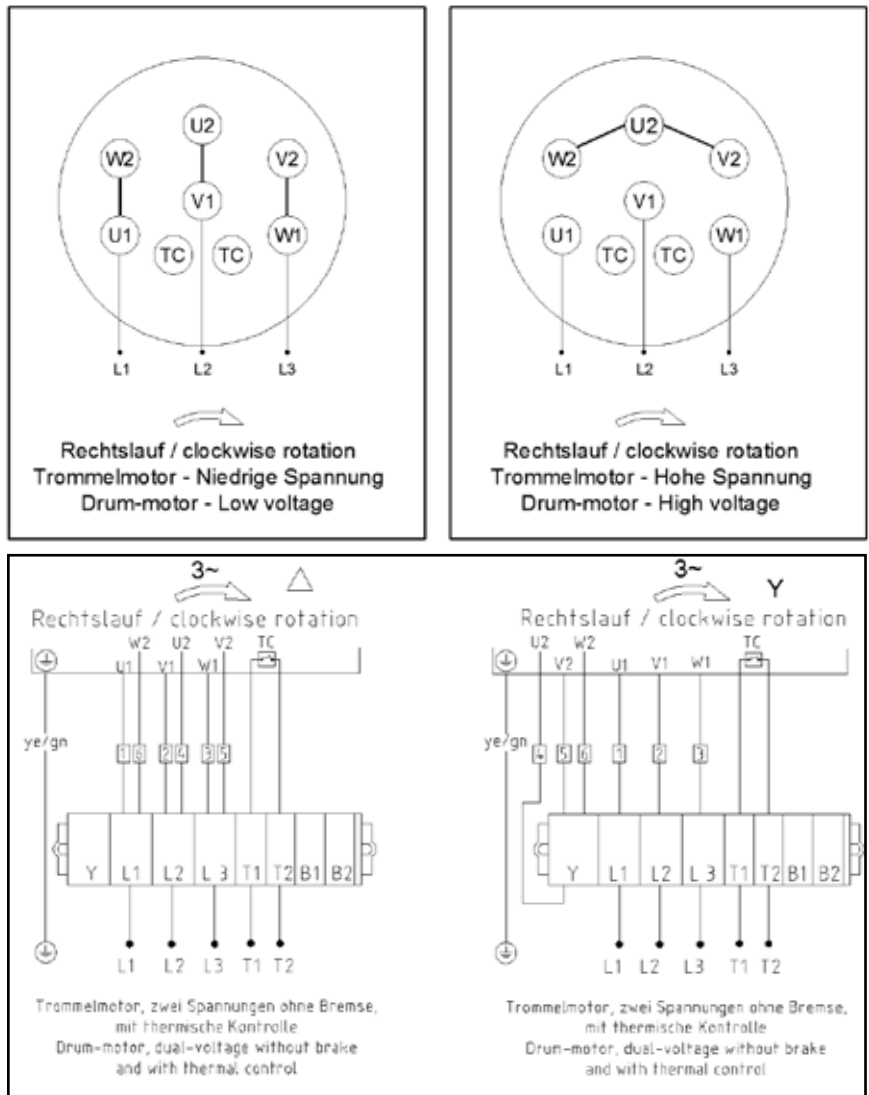 U2
W2
V2
V1
U1
W1
TC
TC
L1
L2
L3
Rechtslauf / clockwise rotation
Trommelmotor - Niedrige Spannung
Drum-motor - Low voltage
U2
W2
V2
V1
U1
W1
TC
TC
L1
L2
L3
Rechtslauf / clockwise rotation
Trommelmotor - Hohe Spannung
Drum-motor - High voltage
3~
Rechtslauf / clockwise rotation
W2 U2 V2 TC
U1 V1 W1
ye/gn
1 6 2 4 3 5
Y L1 L2 L3 T1 T2 B1 B2
L1 L2 L3 T1 T2
Trommelmotor, zwei Spannungen ohne Bremse,
mit thermische Kontrolle
Drum-motor, dual-voltage without brake
and with thermal control
3~ Y
Rechtslauf / clockwise rotation
U2 W2 TC
V2 U1 V1 W1
ye/gn
4 5 6 1 2 3
Y L1 L2 L3 T1 T2 B1 B2
L1 L2 L3 T1 T2
Trommelmotor, zwei Spannungen ohne Bremse,
mit thermische Kontrolle
Drum-motor, dual-voltage without brake
and with thermal control